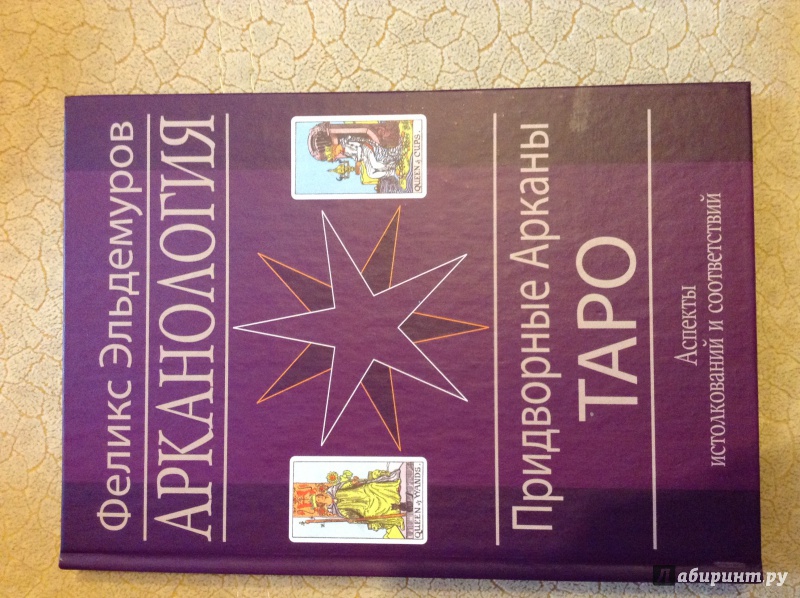 Феликс Эльдемуров
АРКАНОЛОГИЯ
QUEEN of WANDS.
QUEEN of CUPS.
Придворные Арканы
ТАРО
Аспекты
истолкований и соответствий
Лабиринт.ру